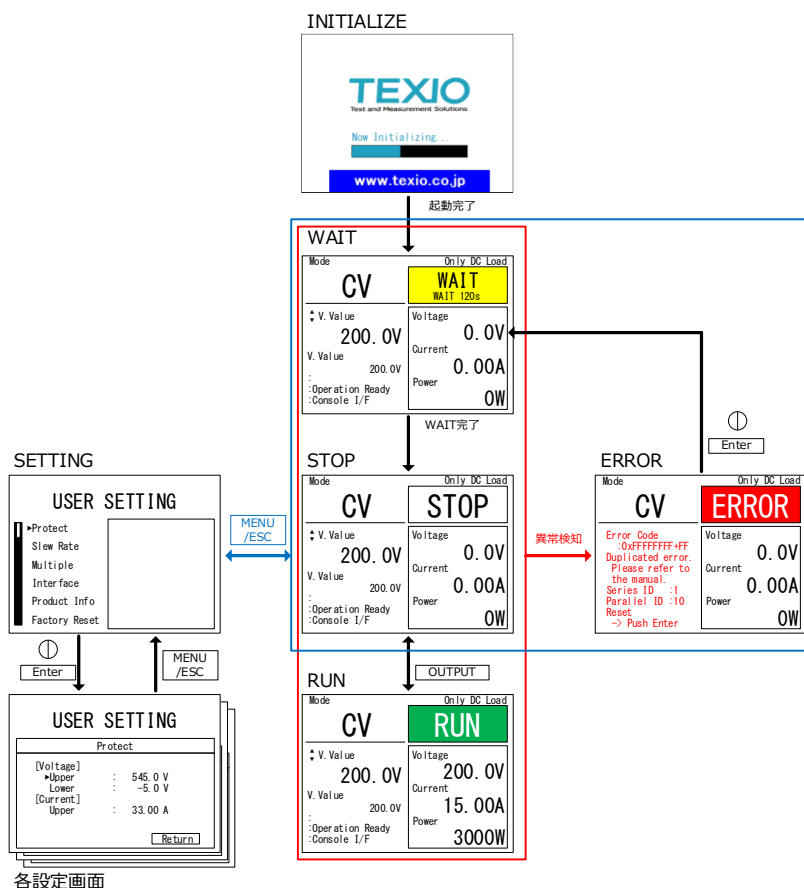 INITIALIZE
TEXIO
Test and Measurement Solutions
Now Initializing...
www.texio.co.jp
起動完了
WAIT
Mode
Only DC Load
CV
WAIT
WAIT 120s
V.Value
200.0V
V.Value
200.0V
:
:Operation Ready
:Console I/F
Voltage
0.0V
Current
0.00A
Power
0W
WAIT完了
Enter
SETTING
USER SETTING
Protect
Slew Rate
Multiple
Interface
Product Info
Factory Reset
MENU
/ESC
STOP
Mode
Only DC Load
CV
STOP
V.Value
200.0V
V.Value
200.0V
:
:Operation Ready
:Console I/F
Voltage
0.0V
Current
0.00A
Power
0W
異常検知
ERROR
Mode
Only DC Load
CV
ERROR
Error Code
:0xFFFFFFFF+FF
Duplicated error.
Please refer to
the manual.
Series ID :1
Parallel ID :10
Reset
-> Push Enter
Voltage
0.0V
Current
0.00A
Power
0W
Enter
MENU
/ESC
OUTPUT
USER SETTING
Protect
[Voltage]
Upper : 545.0 V
Lower : -5.0 V
[Current]
Upper : 33.00 A
Return
各設定画面
RUN
Mode
Only DC Load
CV
RUN
V.Value
200.0V
V.Value
200.0V
:
:Operation Ready
:Console I/F
Voltage
200.0V
Current
15.00A
Power
3000W